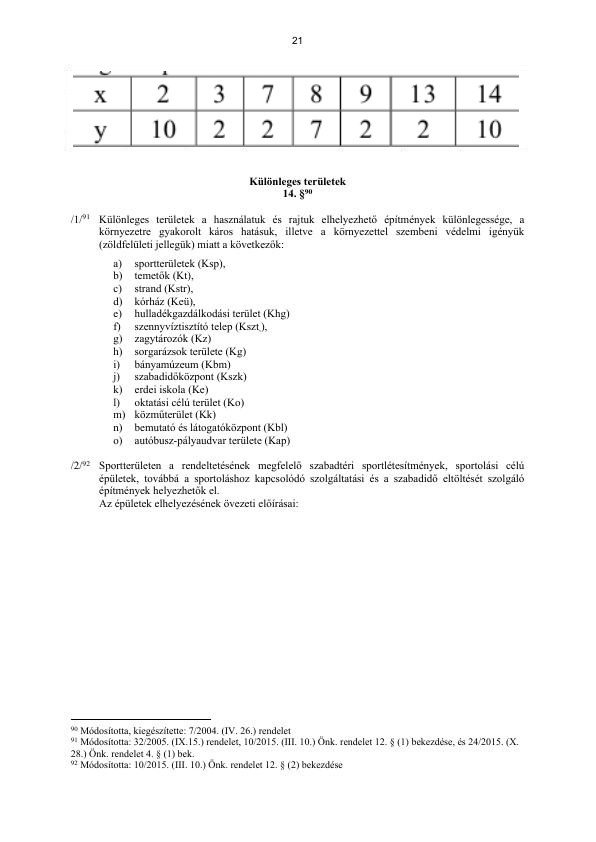 21
x 2 3 7 8 9 13 14
y 10 2 2 7 2 2 10
Különleges területek
14. §90
/1/91 Különleges területek a használatuk és rajtuk elhelyezhető építmények különlegessége, a
környezetre gyakorolt káros hatásuk, illetve a környezettel szembeni védelmi igényük
(zöldfelületi jellegük) miatt a következők:
a) sportterületek (Ksp),
b) temetők (Kt),
c) strand (Kstr),
d) kórház (Keü),
e) hulladékgazdálkodási terület (Khg)
f) szennyvíztisztító telep (Kszt ),
g) zagytározók (Kz)
h) sorgarázsok területe (Kg)
i) bányamúzeum (Kbm)
j) szabadidőközpont (Kszk)
k) erdei iskola (Ke)
l) oktatási célú terület (Ko)
m) közműterület (Kk)
n) bemutató és látogatóközpont (Kbl)
o) autóbusz-pályaudvar területe (Kap)
/2/92 Sportterületen a rendeltetésének megfelelő szabadtéri sportlétesítmények, sportolási célú
épületek, továbbá a sportoláshoz kapcsolódó szolgáltatási és a szabadidő eltöltését szolgáló
építmények helyezhetők el.
Az épületek elhelyezésének övezeti előírásai:
90 Módosította, kiegészítette: 7/2004. (IV. 26.) rendelet
91 Módosította: 32/2005. (IX.15.) rendelet, 10/2015. (III. 10.) Önk. rendelet 12. § (1) bekezdése, és 24/2015. (X.
28.) Önk. rendelet 4. § (1) bek.
92 Módosította: 10/2015. (III. 10.) Önk. rendelet 12. § (2) bekezdése